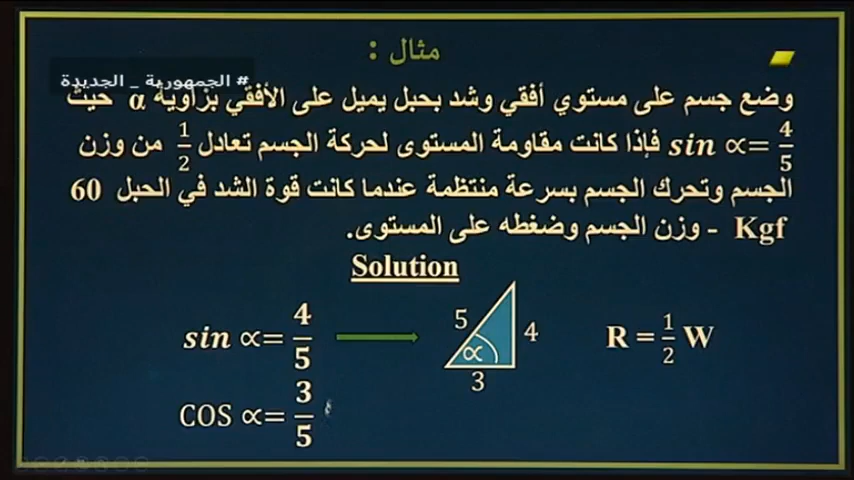 مثال :
# الجمهورية _ الجديدة
وضع جسم على مستوي أفقي وشد بحبل يميل على الأفقي بزاوية α حيث
sin ∝= 4/5 فإذا كانت مقاومة المستوى لحركة الجسم تعادل 1/2 من وزن
الجسم وتحرك الجسم بسرعة منتظمة عندما كانت قوة الشد في الحبل 60
Kgf - وزن الجسم وضغطه على المستوى.
Solution
sin ∝= 4/5
5
4
∝
3
R = 1/2 W
COS ∝= 3/5